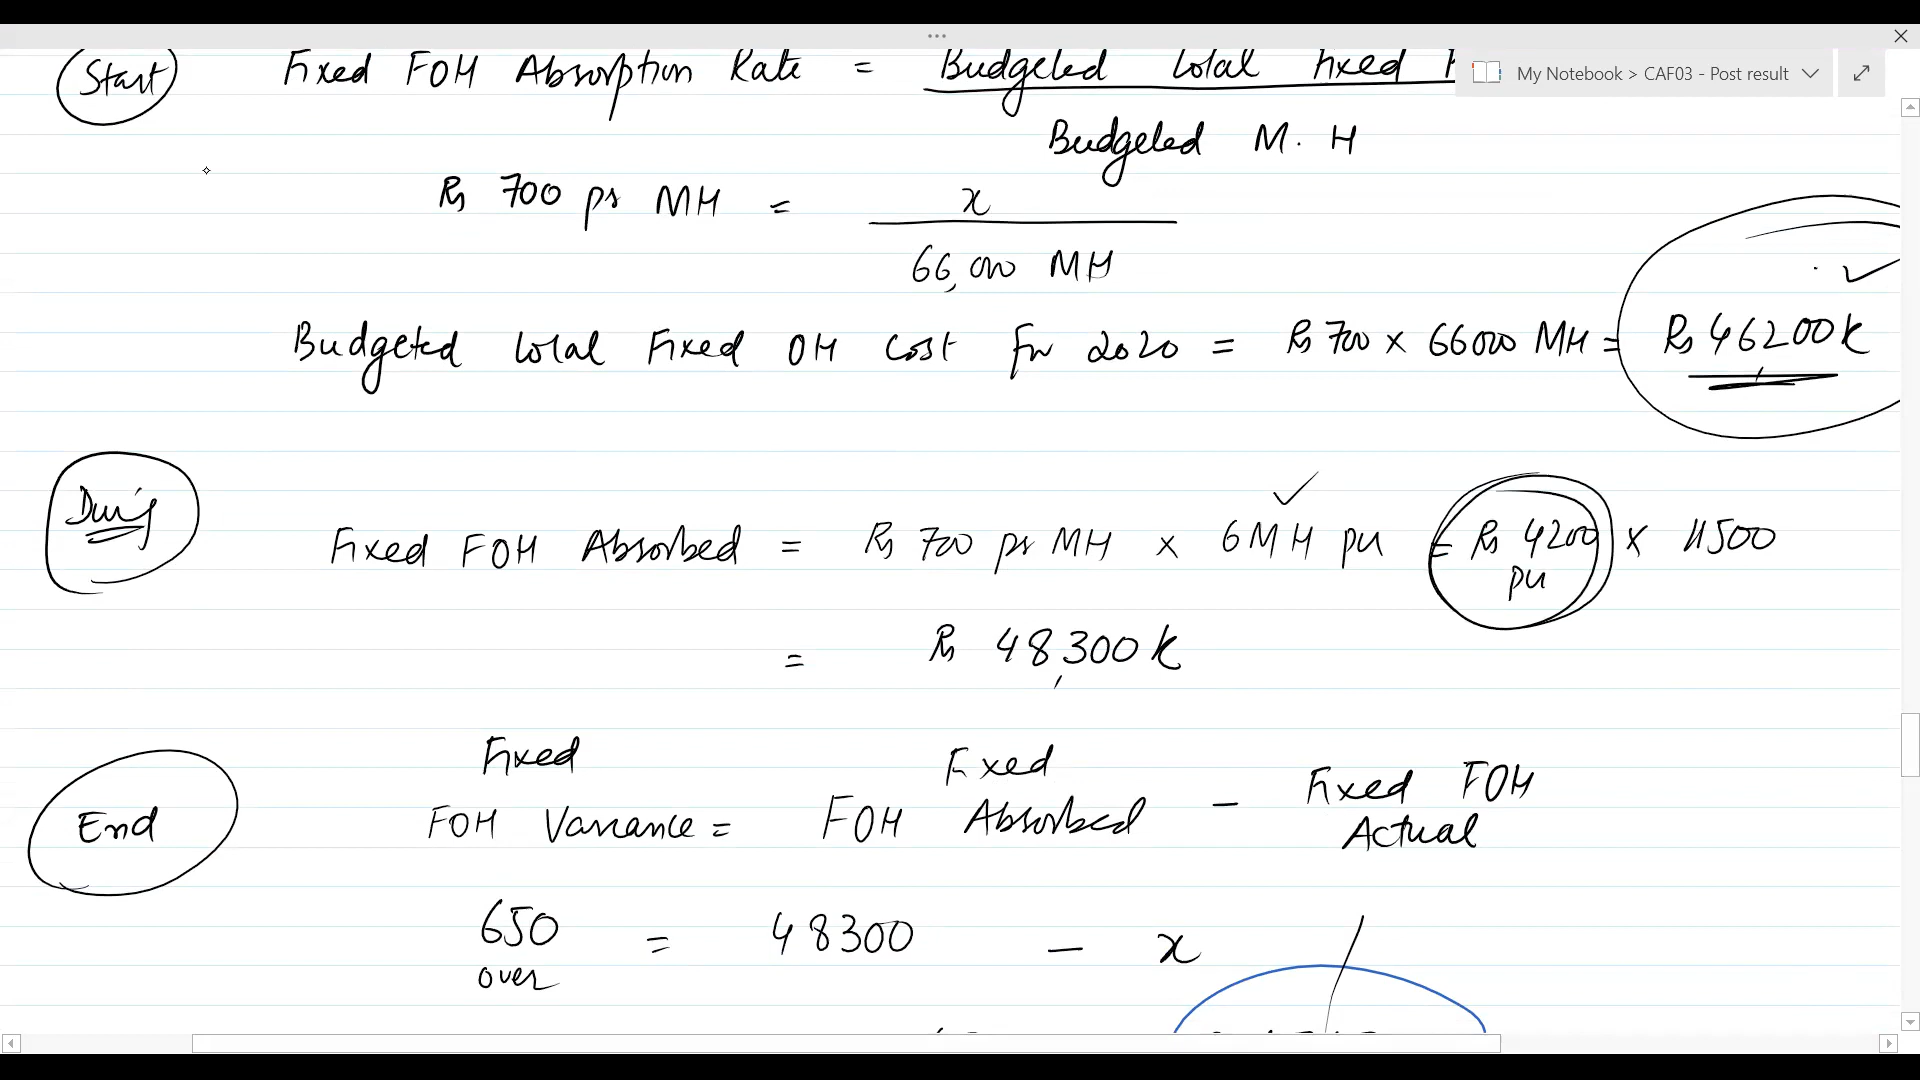 Start Fixed FOH Absorption Rate = Budgeted Total Fixed
My Notebook > CAF03 - Post result
Budgeted M. H
Rs 700 per MH = x
66,000 MH
Budgeted Total Fixed OH Cost for 2020 = Rs 700 x 66000 MH = Rs 46200k
During
Fixed FOH Absorbed = Rs 700 per MH x 6 MH pu = Rs 4200 x 11500
pu
= Rs 48,300k
Fixed Fixed Fixed FOH
End FOH Variance = FOH Absorbed - Actual
650 = 48300 - x
over